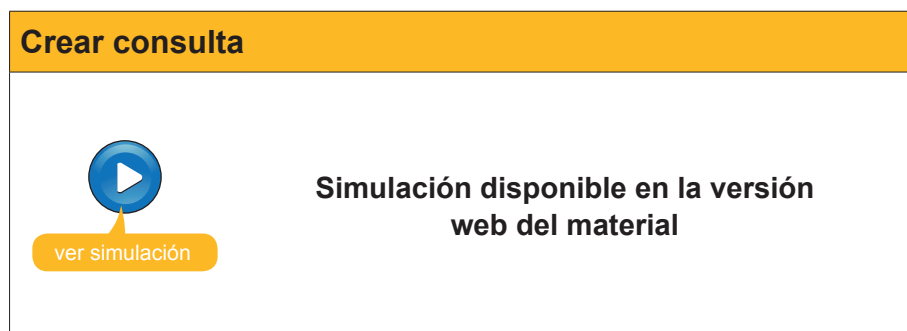 Crear consulta
Simulación disponible en la versión
web del material
ver simulación